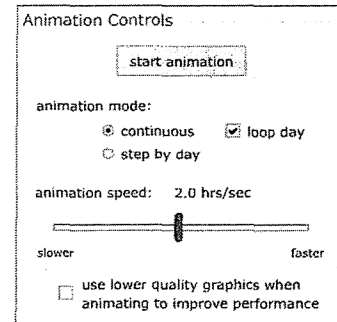 Animation Controls
start animation
animation mode:
continuous loop day
step by day
animation speed: 2.0 hrs/sec
slower faster
use lower quality graphics when
animating to improve performance